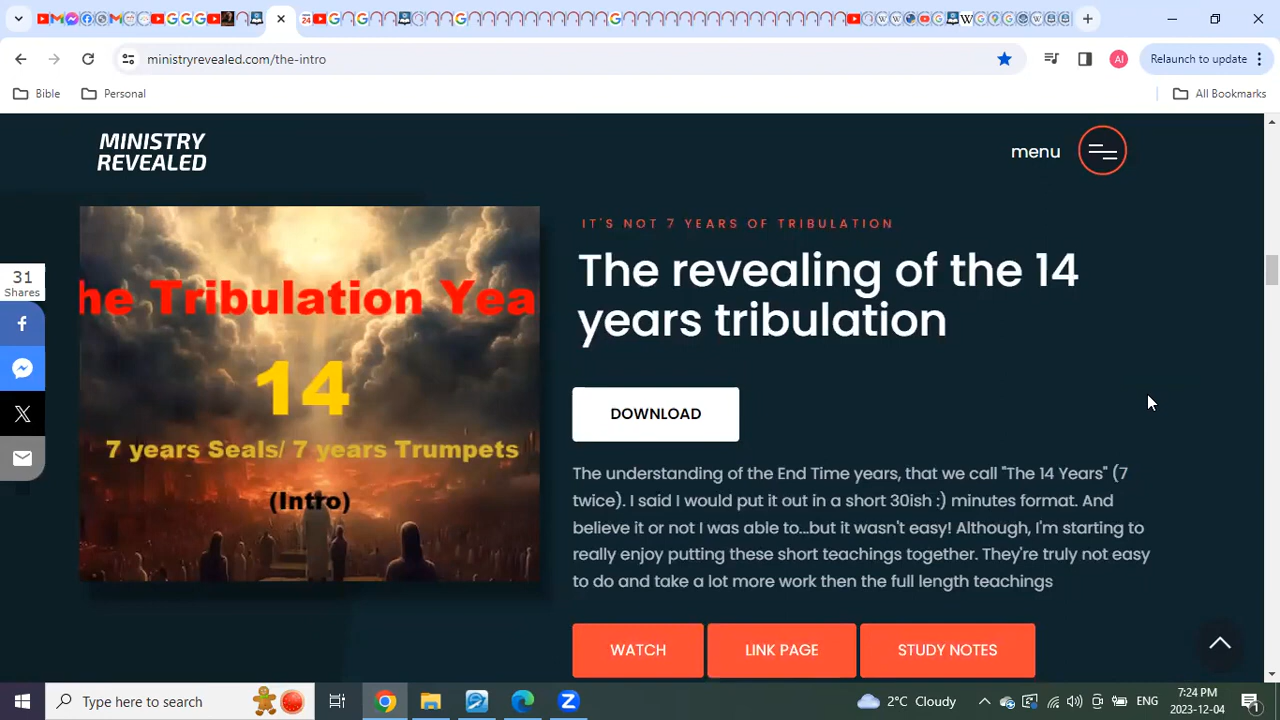 24
ministryrevealed.com/the-intro
AI
Relaunch to update
Bible
Personal
All Bookmarks
MINISTRY
REVEALED
menu
31
Shares
he Tribulation Yea
14
7 years Seals/ 7 years Trumpets
(Intro)
IT'S NOT 7 YEARS OF TRIBULATION
The revealing of the 14
years tribulation
DOWNLOAD
The understanding of the End Time years, that we call "The 14 Years" (7
twice). I said I would put it out in a short 30ish :) minutes format. And
believe it or not I was able to...but it wasn't easy! Although, I'm starting to
really enjoy putting these short teachings together. They're truly not easy
to do and take a lot more work then the full length teachings
WATCH
LINK PAGE
STUDY NOTES
Type here to search
2°C Cloudy
ENG
7:24 PM
2023-12-04
1